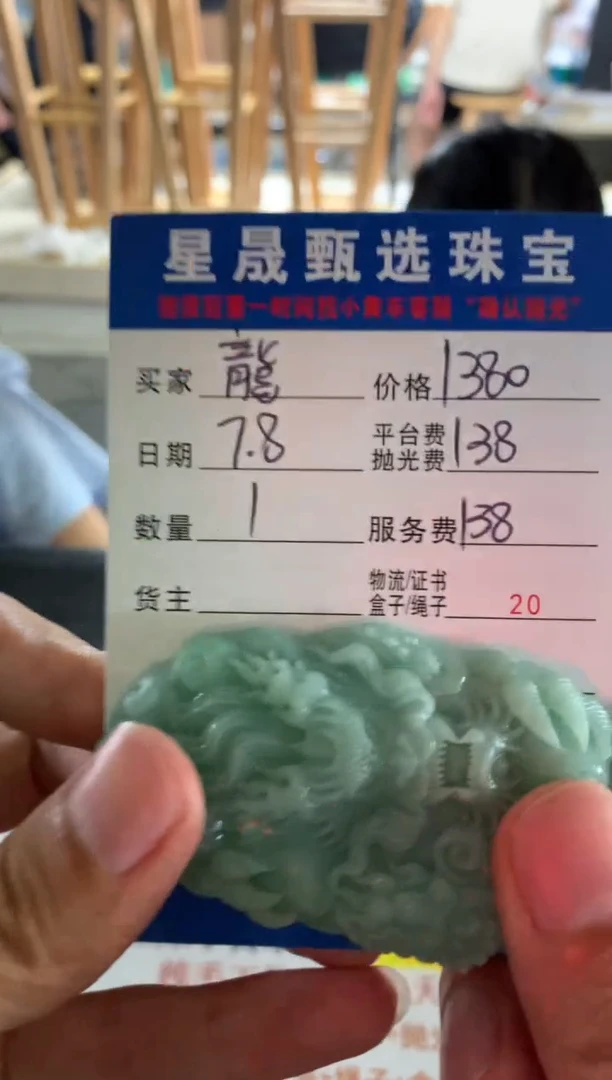 星晟甄选珠宝
买家 龍 价格 1380
日期 7.8 平台费 抛光费 138
数量 1 服务费 138
货主 物流/证书 盒子/绳子 20